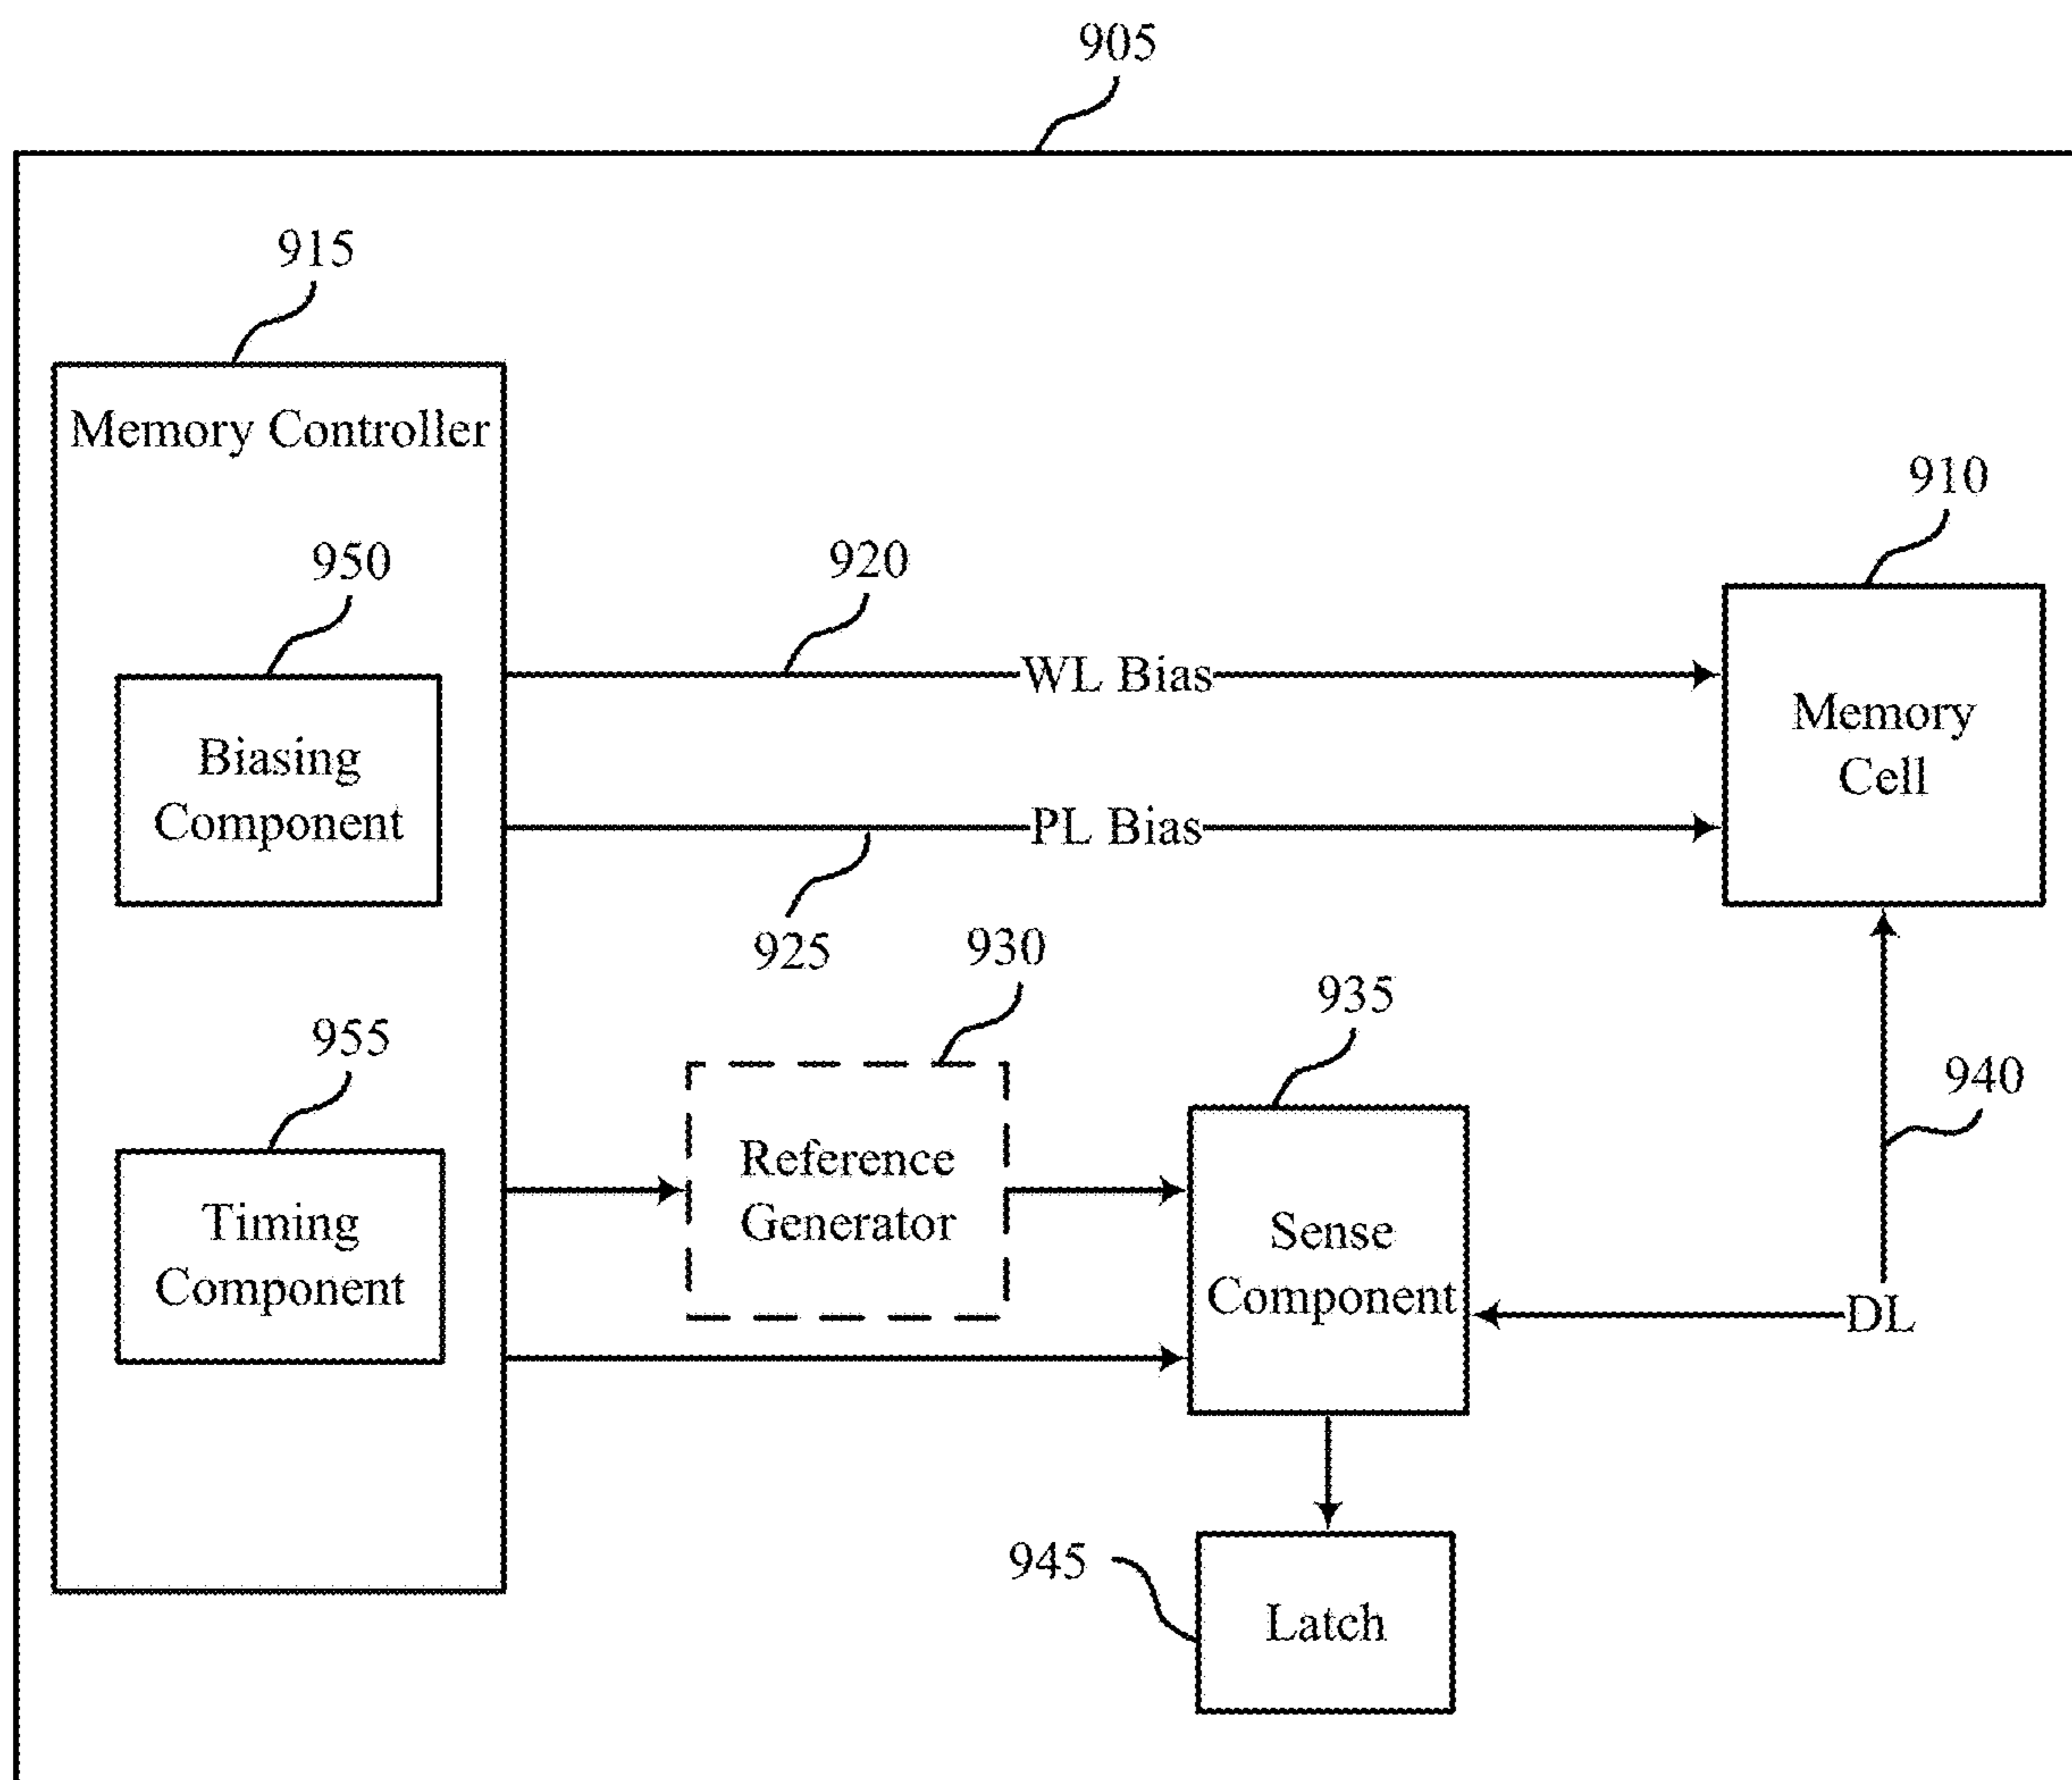 905
915
Memory Controller
910
950
920
WL Bias
Memory
Cell
Biasing
Component
PL Bias
925
930
935
955
940
Reference
Generator
Timing
Component
Sense
Component
DL
945
Latch